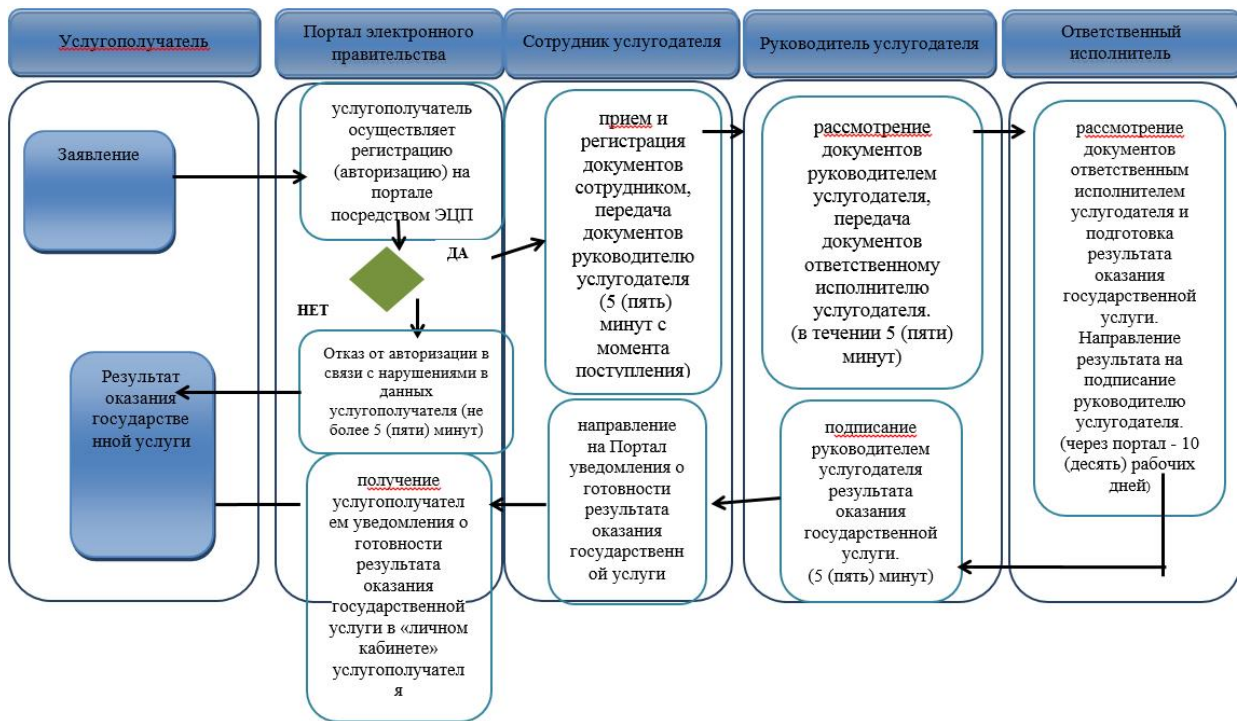 Услугополучатель
Портал электронного
правительства
Сотрудник услугодателя
Руководитель услугодателя
Ответственный
исполнитель
Заявление
услугополучатель
осуществляет
регистрацию
(авторизацию) на
портале
посредством ЭЦП
ДА
НЕТ
Отказ от авторизации в
связи с нарушениями в
данных
услугополучателя (не
более 5 (пяти) минут)
прием и
регистрация
документов
сотрудником,
передача
документов
руководителю
услугодателя
(5 (пять)
минут с
момента
поступления)
рассмотрение
документов
руководителем
услугодателя,
передача
документов
ответственному
исполнителю
услугодателя.
(в течении 5 (пяти)
минут)
рассмотрение
документов
ответственным
исполнителем
услугодателя и
подготовка
результата
оказания
государственной
услуги.
Направление
результата на
подписание
руководителю
услугодателя.
(через портал - 10
(десять) рабочих
дней)
подписание
руководителем
услугодателя
результата
оказания
государственной
услуги.
(5 (пять) минут)
направление
на Портал
уведомления о
готовности
результата
оказания
государственн
ой услуги
получение
услугополучател
ем уведомления о
готовности
результата
оказания
государственной
услуги в «личном
кабинете»
услугополучател
я
Результат
оказания
государстве
нной услуги